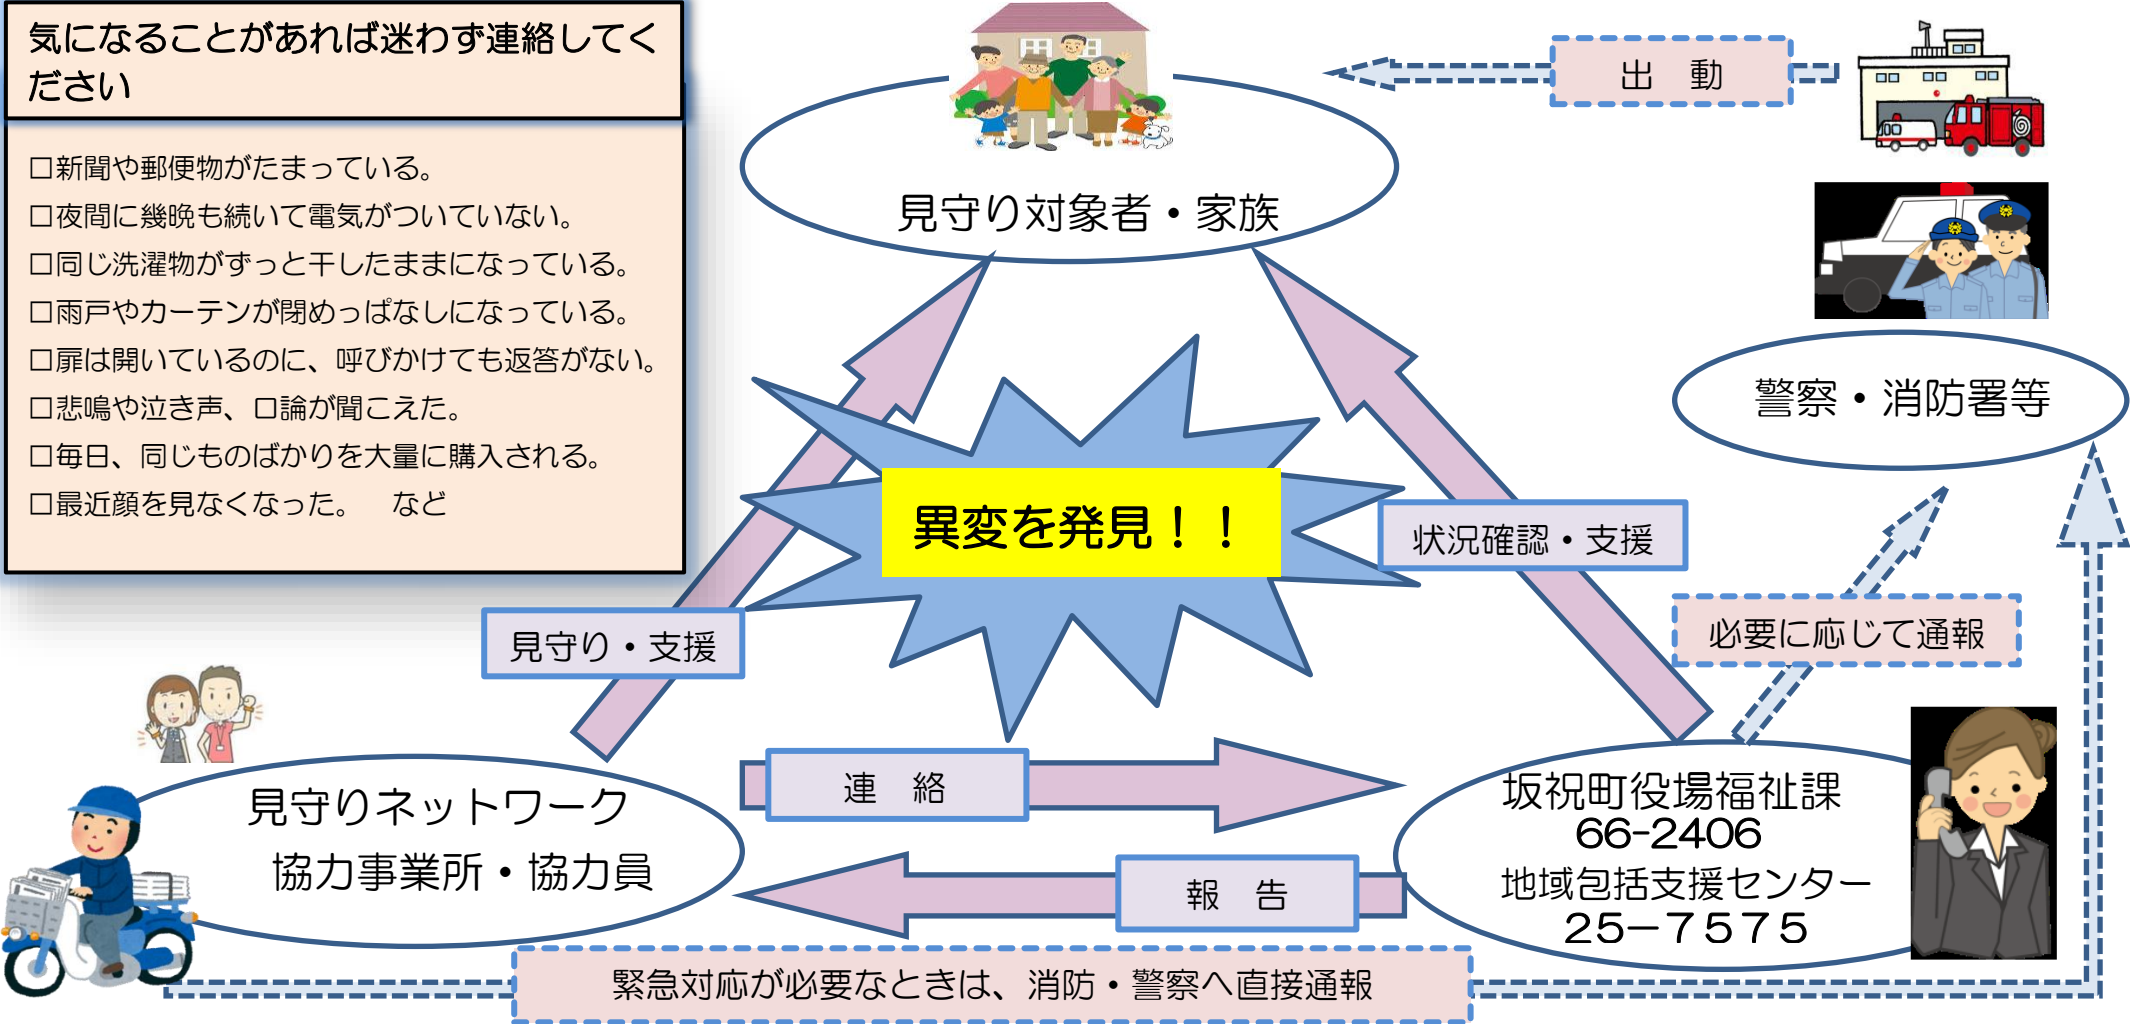 気になることがあれば迷わず連絡してく
ださい
□新聞や郵便物がたまっている。
□夜間に幾晩も続いて電気がついていない。
□同じ洗濯物がずっと干したままになっている。
□雨戸やカーテンが閉めっぱなしになっている。
□扉は開いているのに、呼びかけても返答がない。
□悲鳴や泣き声、口論が聞こえた。
□毎日、同じものばかりを大量に購入される。
□最近顔を見なくなった。　など
出　動
見守り対象者・家族
警察・消防署等
異変を発見！！
状況確認・支援
必要に応じて通報
見守り・支援
連　絡
見守りネットワーク
協力事業所・協力員
坂祝町役場福祉課
66-2406
地域包括支援センター
25－7575
報　告
緊急対応が必要なときは、消防・警察へ直接通報